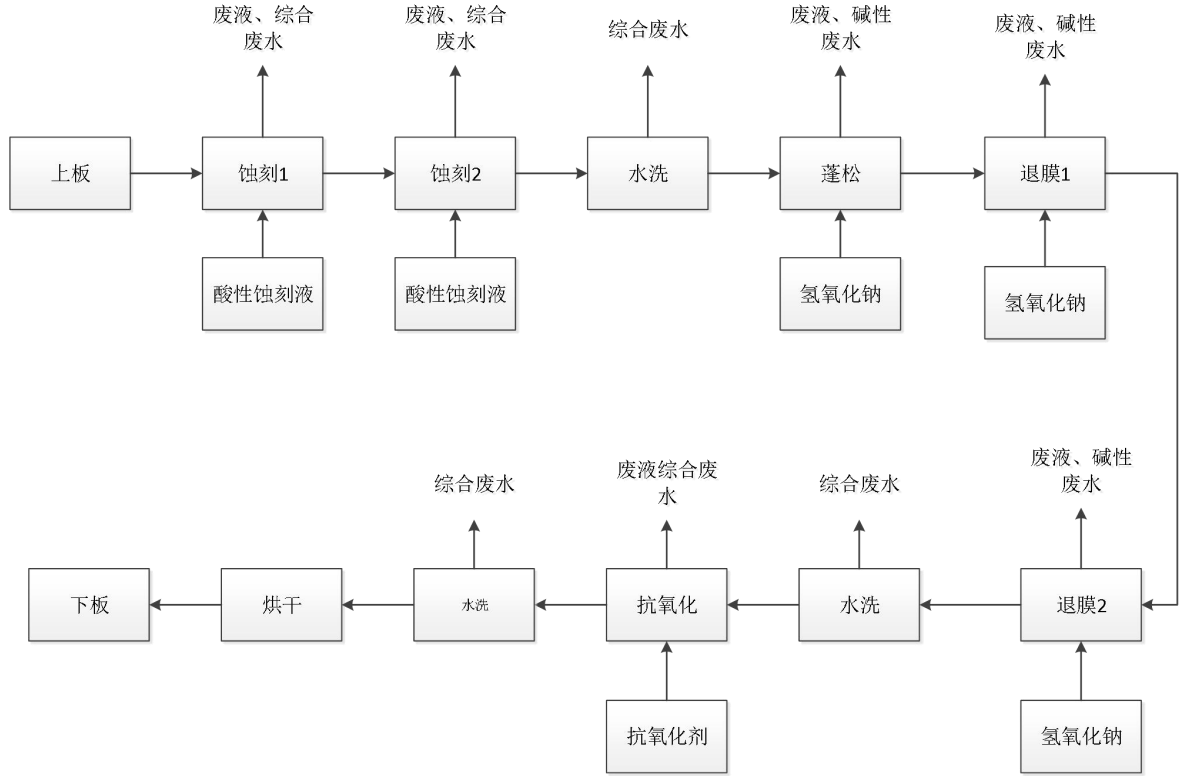 废液、综合
废水
废液、综合
废水
综合废水
废液、碱性
废水
废液、碱性
废水
上板
蚀刻1
蚀刻2
水洗
蓬松
退膜1
酸性蚀刻液
酸性蚀刻液
氢氧化钠
氢氧化钠
综合废水
废液综合废
水
综合废水
废液、碱性
废水
下板
烘干
水洗
抗氧化
水洗
退膜2
抗氧化剂
氢氧化钠